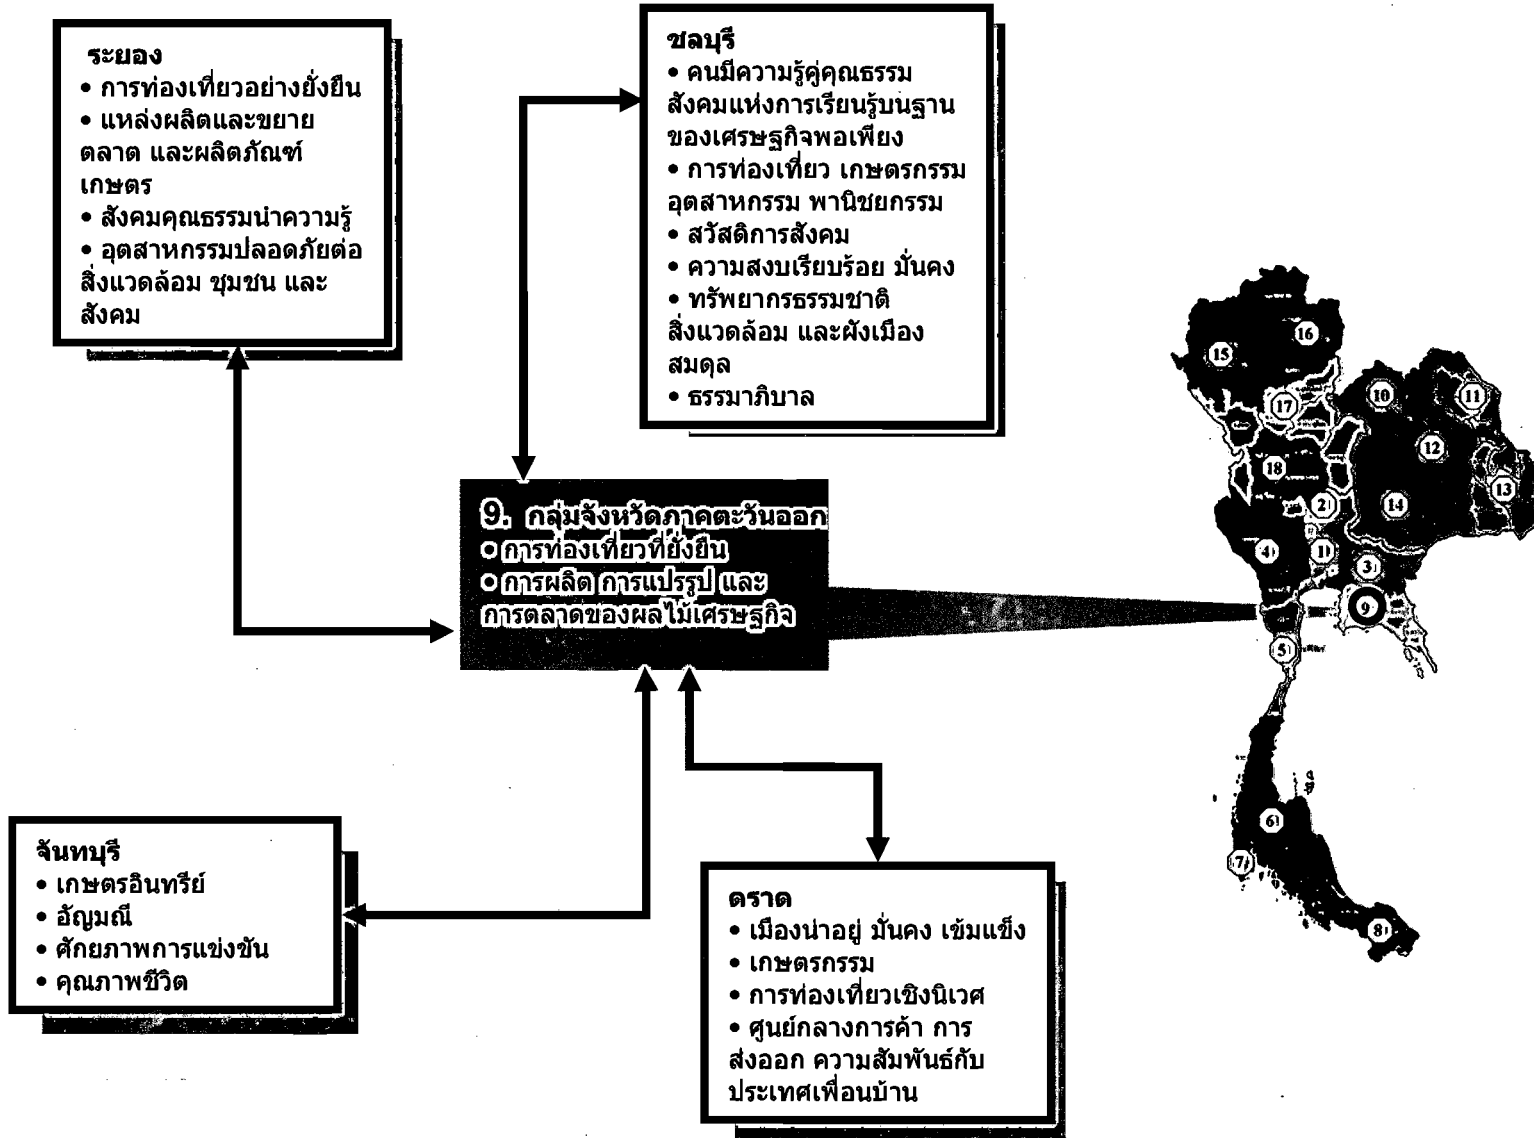 ระยอง
• การท่องเที่ยวอย่างยั่งยืน
• แหล่งผลิตและขยาย
ตลาด และผลิตภัณฑ์
เกษตร
• สังคมคุณธรรมนำความรู้
• อุตสาหกรรมปลอดภัยต่อ
สิ่งแวดล้อม ชุมชน และ
สังคม
ชลบุรี
• คนมีความรู้คู่คุณธรรม
สังคมแห่งการเรียนรู้บนฐาน
ของเศรษฐกิจพอเพียง
• การท่องเที่ยว เกษตรกรรม
อุตสาหกรรม พานิชยกรรม
• สวัสดิการสังคม
• ความสงบเรียบร้อย มั่นคง
• ทรัพยากรธรรมชาติ
สิ่งแวดล้อม และผังเมือง
สมดุล
• ธรรมาภิบาล
9. กลุ่มจังหวัดภาคตะวันออก
• การท่องเที่ยวที่ยั่งยืน
• การผลิต การแปรรูป และ
การตลาดของผลไม้เศรษฐกิจ
จันทบุรี
• เกษตรอินทรีย์
• อัญมณี
• ศักยภาพการแข่งขัน
• คุณภาพชีวิต
ตราด
• เมืองน่าอยู่ มั่นคง เข้มแข็ง
• เกษตรกรรม
• การท่องเที่ยวเชิงนิเวศ
• ศูนย์กลางการค้า การ
ส่งออก ความสัมพันธ์กับ
ประเทศเพื่อนบ้าน
16
15
10
11
17
12
18
13
2
14
4
1
3
9
5
6
7
8